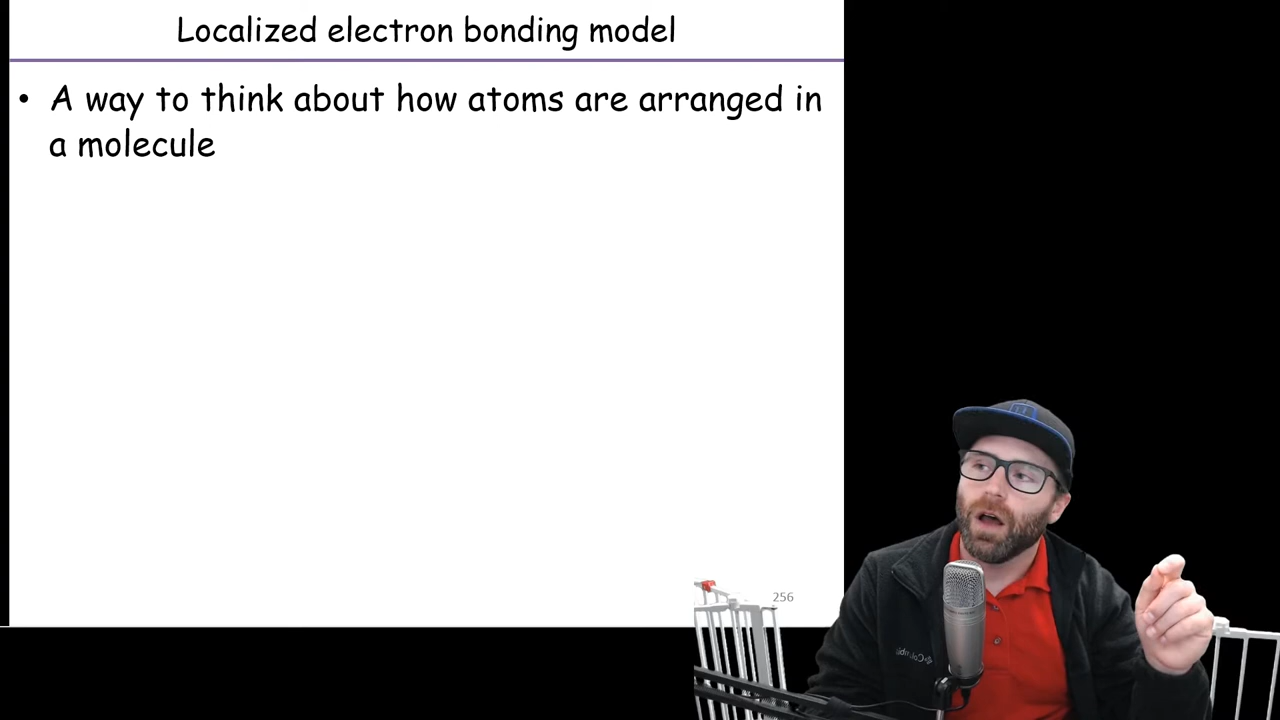 Localized electron bonding model
• A way to think about how atoms are arranged in
a molecule
256